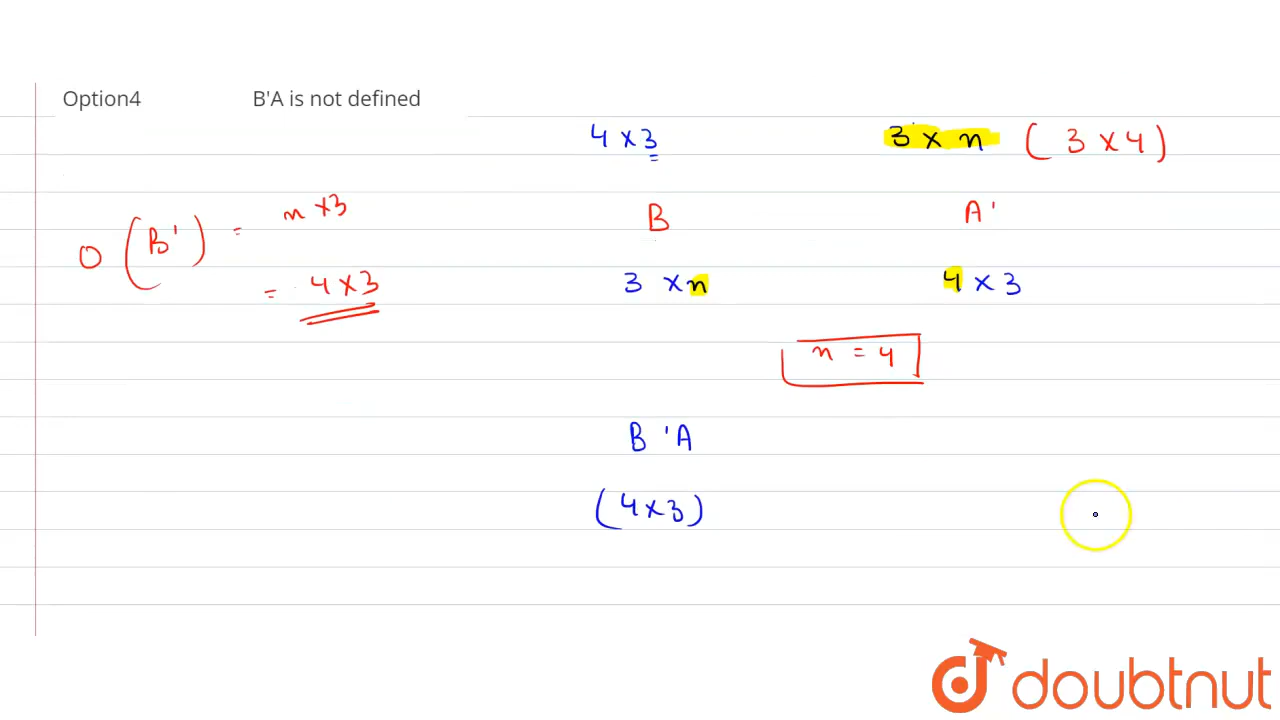 Option4 B'A is not defined
4 × 3 3 × n ( 3 × 4 )
n × 3
O ( B' ) = B A'
= 4 × 3 3 × n 4 × 3
n = 4
B 'A
( 4 × 3 )
doubtnut